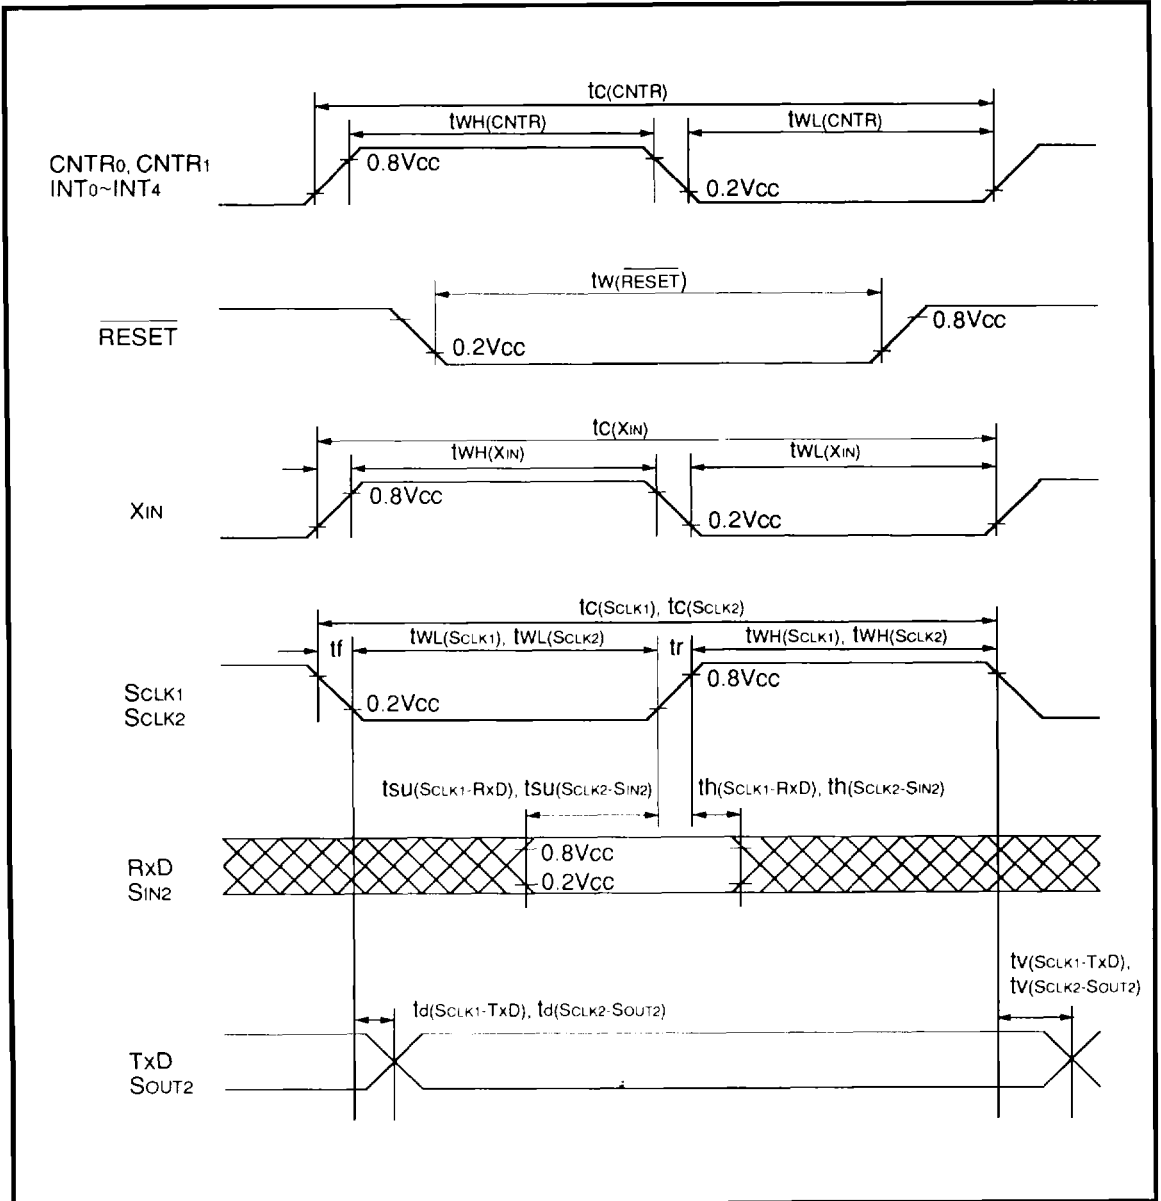 tC(CNTR)
tWH(CNTR)
tWL(CNTR)
CNTR0, CNTR1
INT0~INT4
0.8VCC
0.2VCC
tW(RESET)
RESET
0.2VCC
0.8VCC
tC(XIN)
tWH(XIN)
tWL(XIN)
XIN
0.8VCC
0.2VCC
tC(SCLK1), tC(SCLK2)
tf
tWL(SCLK1), tWL(SCLK2)
tr
tWH(SCLK1), tWH(SCLK2)
SCLK1
SCLK2
0.2VCC
0.8VCC
tsu(SCLK1-RxD), tsu(SCLK2-SIN2)
th(SCLK1-RxD), th(SCLK2-SIN2)
RxD
SIN2
0.8VCC
0.2VCC
tv(SCLK1-TxD),
tv(SCLK2-SOUT2)
td(SCLK1-TxD), td(SCLK2-SOUT2)
TxD
SOUT2